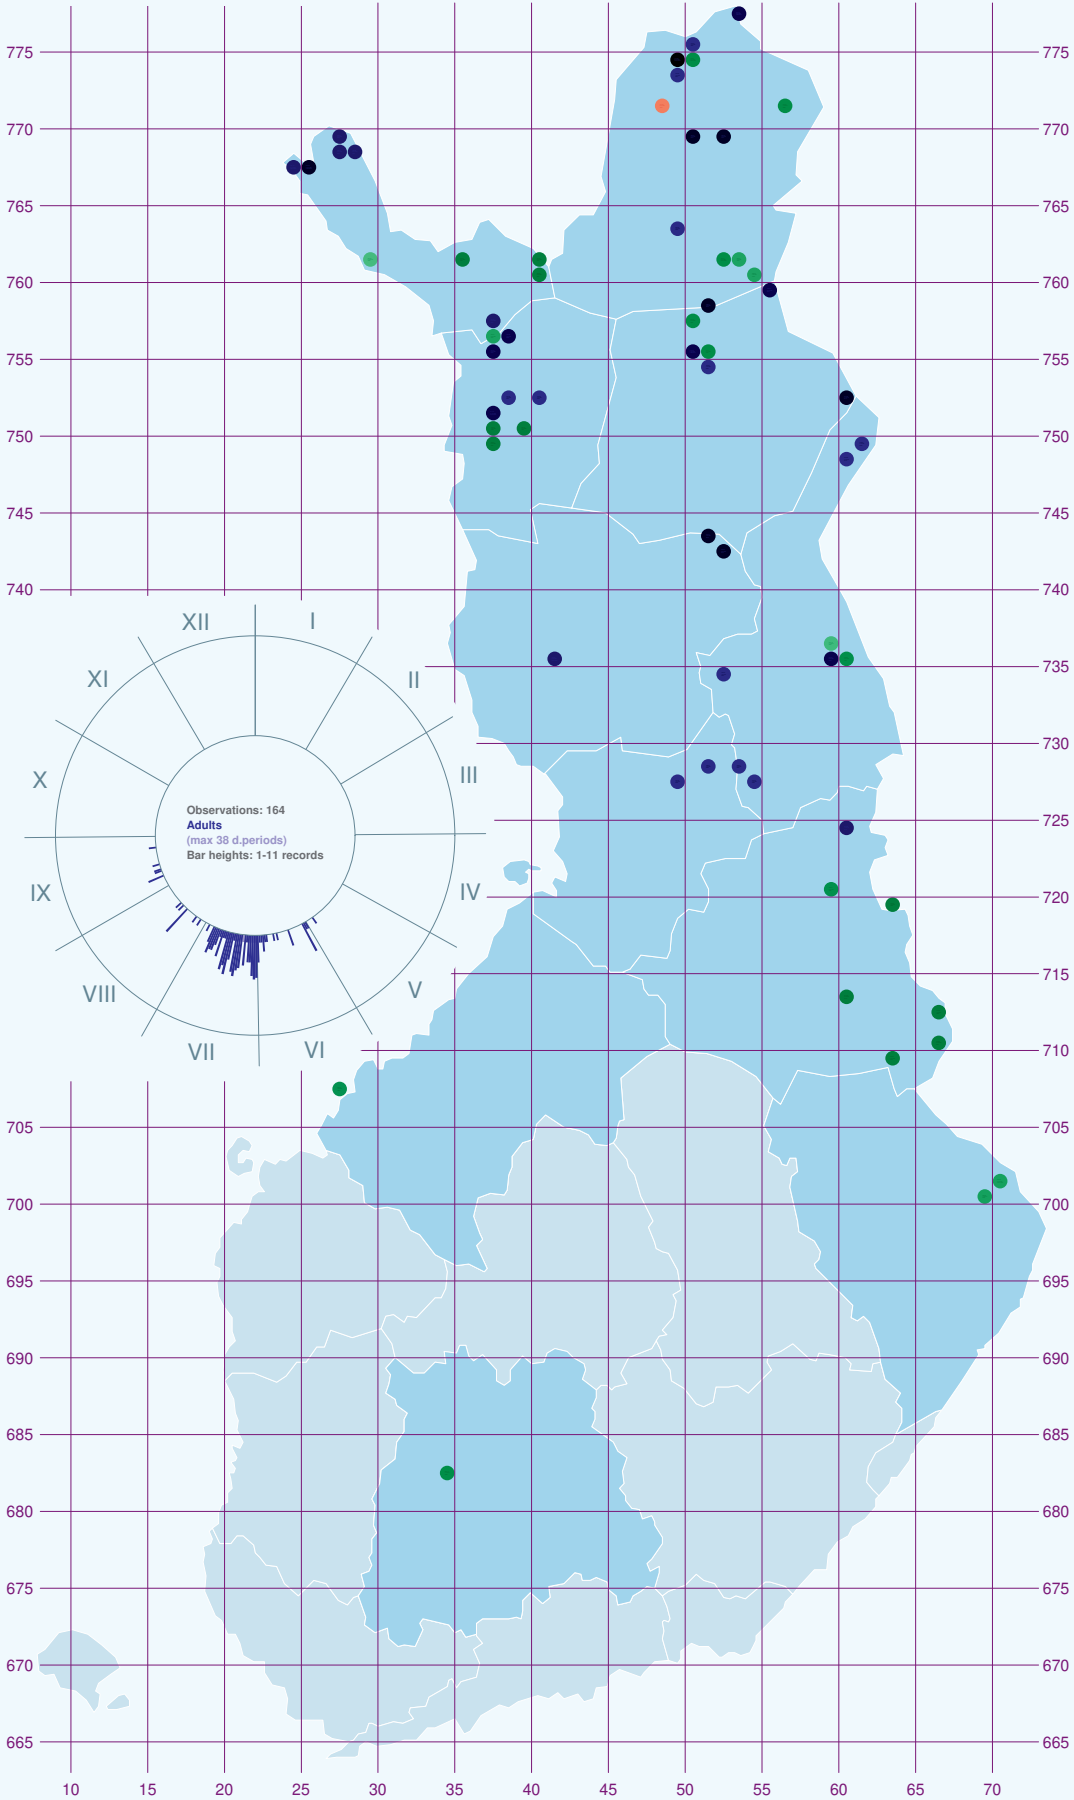 775 775
770 770
765 765
760 760
755 755
750 750
745 745
740 740
XII I
XI II
735 735
730
X III
Observations: 164
Adults
(max 38 d.periods)
Bar heights: 1-11 records
725
IX IV
720
VIII V
715
VII VI
710
705 705
700 700
695 695
690 690
685 685
680 680
675 675
670 670
665 665
10 15 20 25 30 35 40 45 50 55 60 65 70